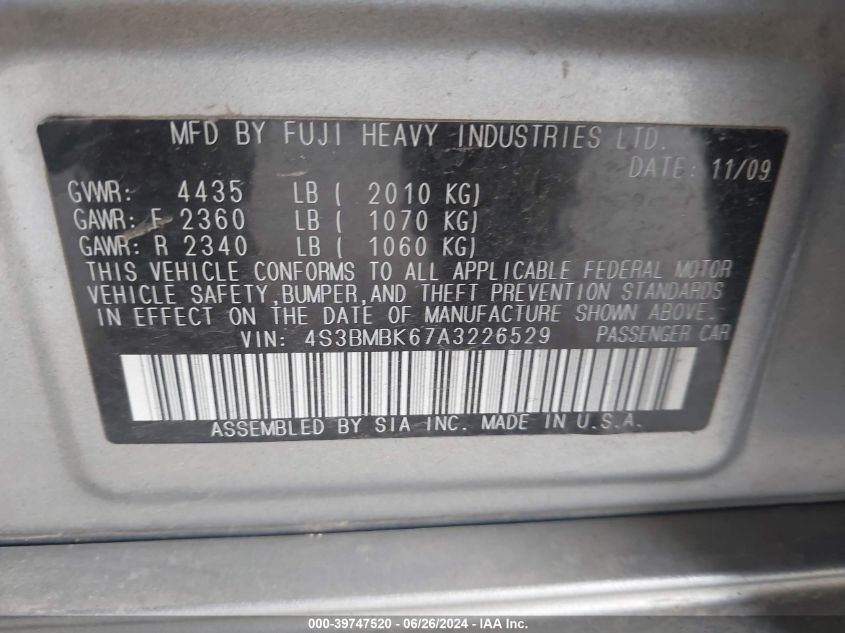 MFD BY FUJI HEAVY INDUSTRIES LTD.
DATE: 11/09
GVWR: 4435 LB ( 2010 KG)
GAWR: F 2360 LB ( 1070 KG)
GAWR: R 2340 LB ( 1060 KG)
THIS VEHICLE CONFORMS TO ALL APPLICABLE FEDERAL MOTOR
VEHICLE SAFETY,BUMPER,AND THEFT PREVENTION STANDARDS
IN EFFECT ON THE DATE OF MANUFACTURE SHOWN ABOVE.
VIN: 4S3BMBK67A3226529 PASSENGER CAR
ASSEMBLED BY SIA INC. MADE IN U.S.A.
000-39747520 - 06/26/2024 - IAA Inc.